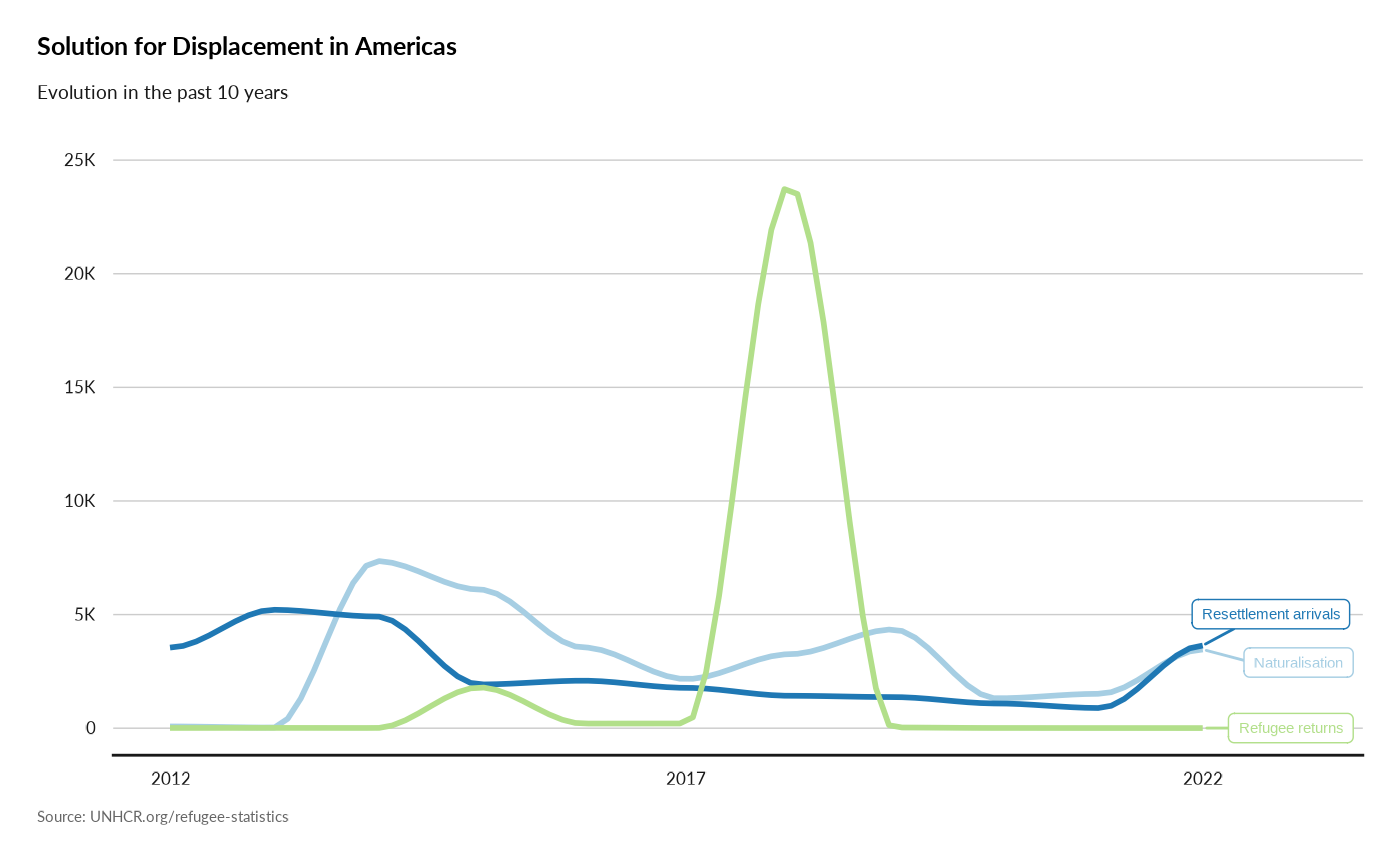 Solution for Displacement in Americas
Evolution in the past 10 years
25K
20K
15K
10K
5K
0
Resettlement arrivals
Naturalisation
Refugee returns
2012 2017 2022
Source: UNHCR.org/refugee-statistics